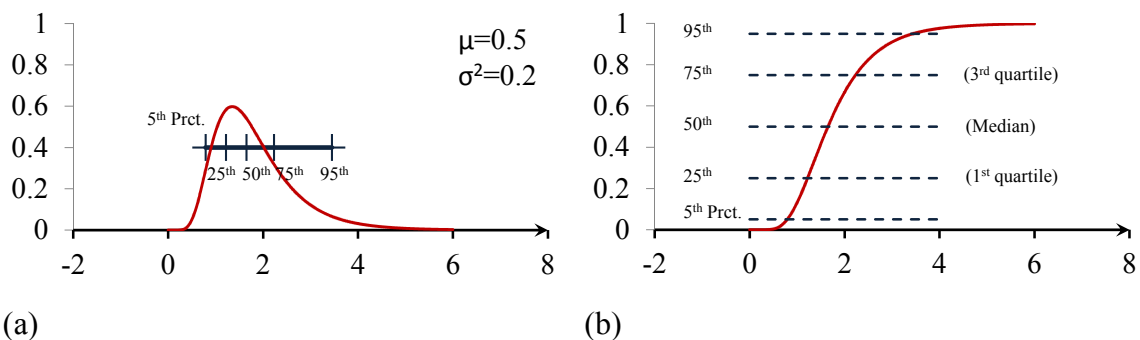 1
0.8
0.6
0.4
0.2
0
-2 0 2 4 6 8
μ=0.5
σ²=0.2
5th Prct.
25th 50th 75th 95th
(a)
1
0.8
0.6
0.4
0.2
0
-2 0 2 4 6 8
95th
75th (3rd quartile)
50th (Median)
25th (1st quartile)
5th Prct.
(b)